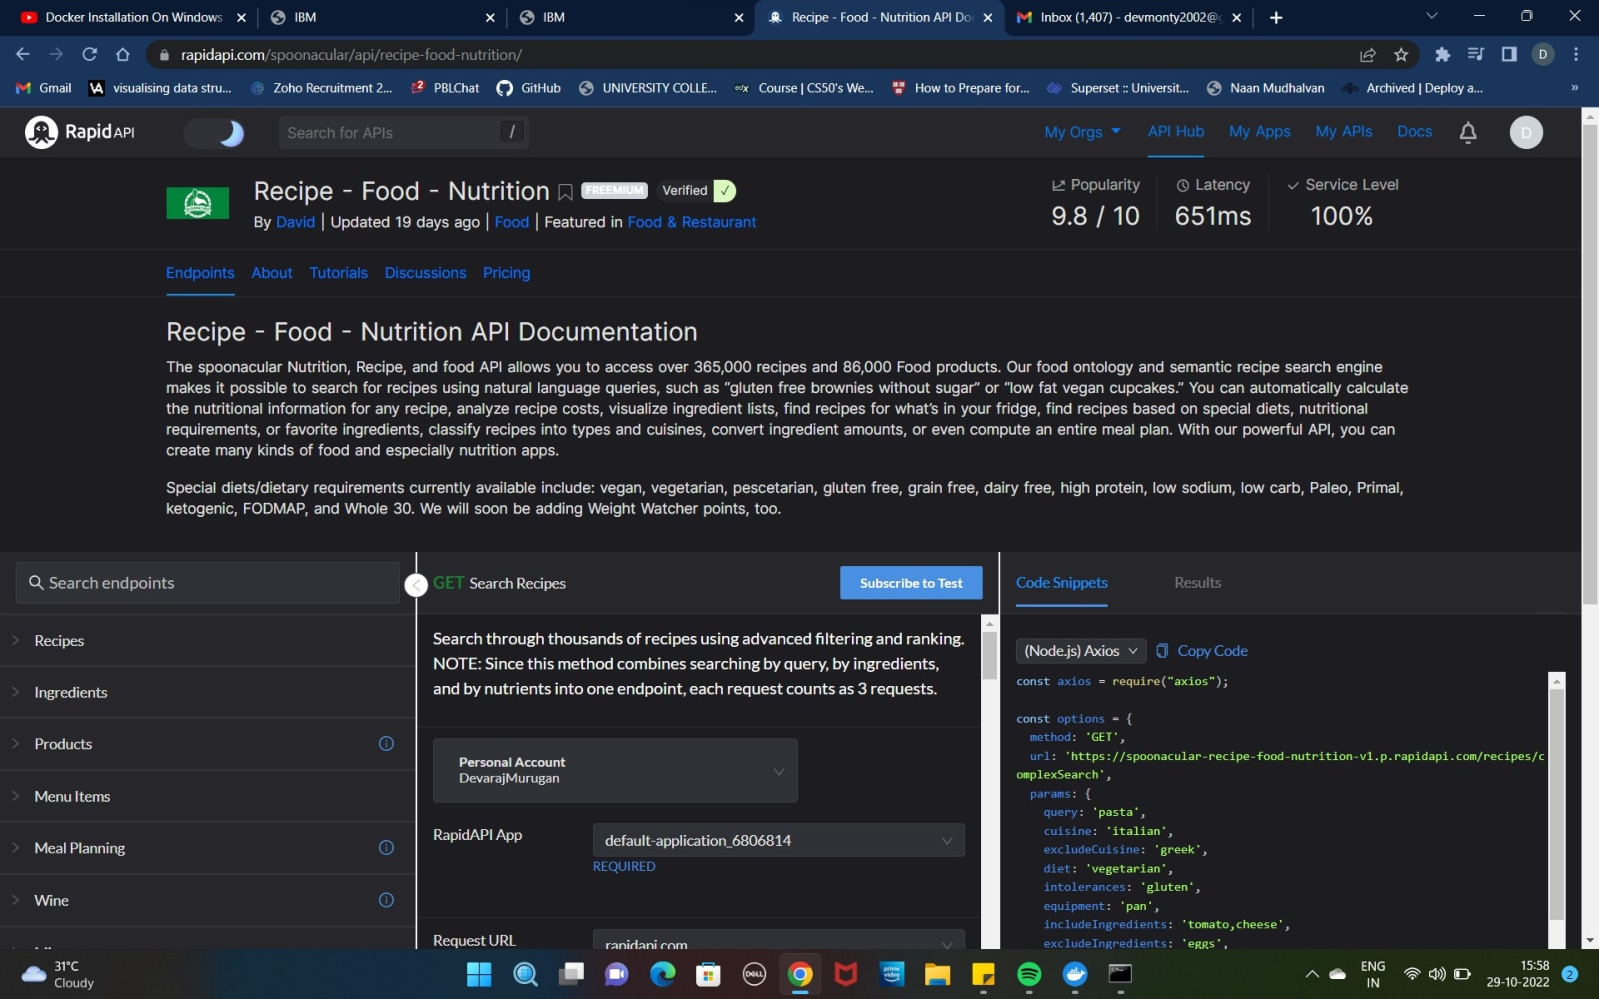 Docker Installation On Windows
IBM
IBM
Recipe - Food - Nutrition API Do
Inbox (1,407) - devmonty2002@
rapidapi.com/spoonacular/api/recipe-food-nutrition/
D
Gmail
visualising data stru...
Zoho Recruitment 2...
PBLChat
GitHub
UNIVERSITY COLLE...
edx Course | CS50's We...
How to Prepare for...
Superset :: Universit...
Naan Mudhalvan
Archived | Deploy a...
»
Rapid API
Search for APIs /
My Orgs
API Hub
My Apps
My APIs
Docs
D
Recipe - Food - Nutrition FREEMIUM Verified ✓
By David | Updated 19 days ago | Food | Featured in Food & Restaurant
Popularity
9.8 / 10
Latency
651ms
Service Level
100%
Endpoints About Tutorials Discussions Pricing
Recipe - Food - Nutrition API Documentation
The spoonacular Nutrition, Recipe, and food API allows you to access over 365,000 recipes and 86,000 Food products. Our food ontology and semantic recipe search engine
makes it possible to search for recipes using natural language queries, such as “gluten free brownies without sugar” or “low fat vegan cupcakes.” You can automatically calculate
the nutritional information for any recipe, analyze recipe costs, visualize ingredient lists, find recipes for what’s in your fridge, find recipes based on special diets, nutritional
requirements, or favorite ingredients, classify recipes into types and cuisines, convert ingredient amounts, or even compute an entire meal plan. With our powerful API, you can
create many kinds of food and especially nutrition apps.
Special diets/dietary requirements currently available include: vegan, vegetarian, pescetarian, gluten free, grain free, dairy free, high protein, low sodium, low carb, Paleo, Primal,
ketogenic, FODMAP, and Whole 30. We will soon be adding Weight Watcher points, too.
Search endpoints
Recipes
Ingredients
Products
Menu Items
Meal Planning
Wine
GET Search Recipes
Subscribe to Test
Search through thousands of recipes using advanced filtering and ranking.
NOTE: Since this method combines searching by query, by ingredients,
and by nutrients into one endpoint, each request counts as 3 requests.
Personal Account
DevarajMurugan
RapidAPI App
default-application_6806814
REQUIRED
Request URL
rapidapi.com
Code Snippets
Results
(Node.js) Axios
Copy Code
const axios = require("axios");
const options = {
method: 'GET',
url: 'https://spoonacular-recipe-food-nutrition-v1.p.rapidapi.com/recipes/c
omplexSearch',
params: {
query: 'pasta',
cuisine: 'italian',
excludeCuisine: 'greek',
diet: 'vegetarian',
intolerances: 'gluten',
equipment: 'pan',
includeIngredients: 'tomato,cheese',
excludeIngredients: 'eggs',
31°C
Cloudy
DELL
prime video
ENG
IN
15:58
29-10-2022
2